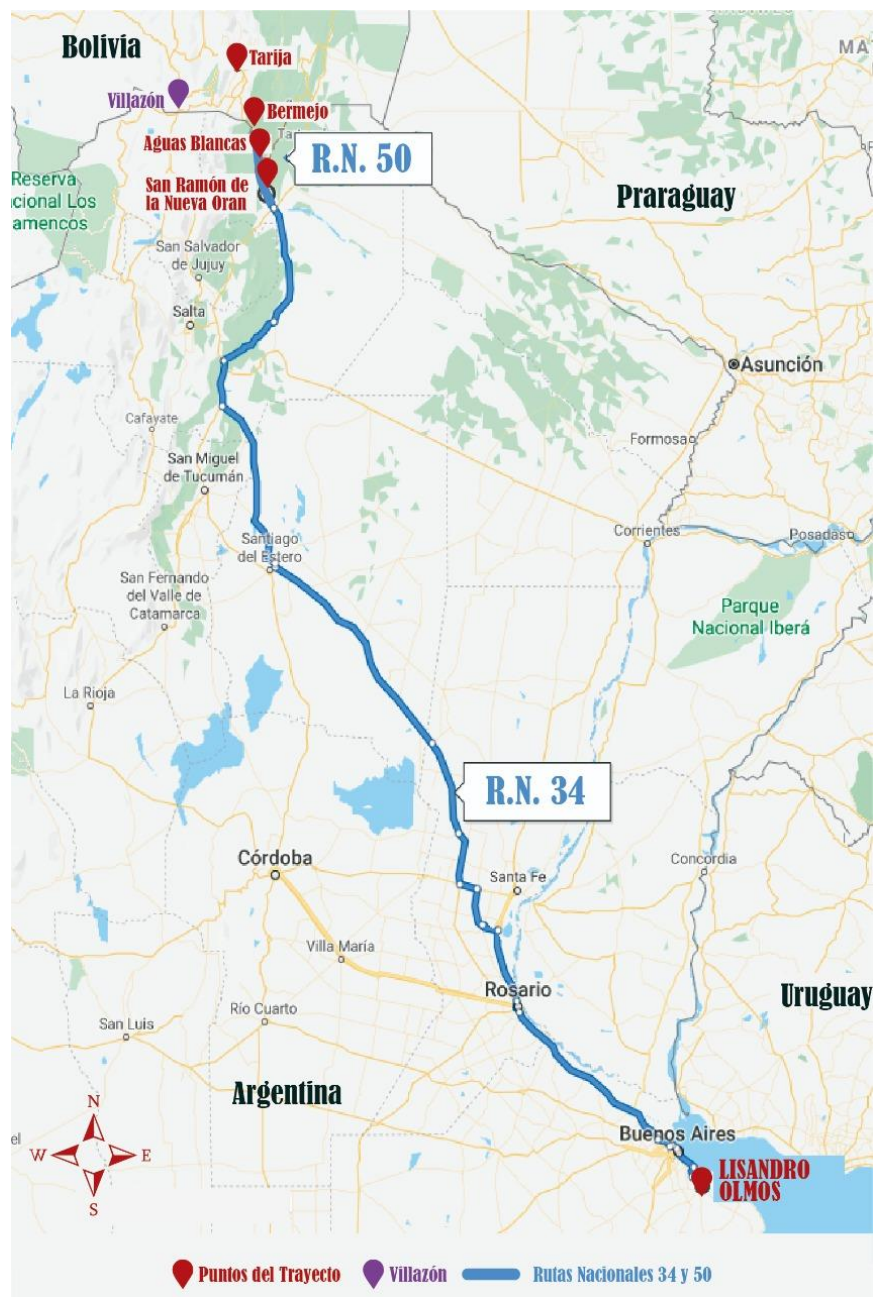 Bolivia
MA
Tarija
Villazón
Bermejo
Aguas Blancas
R.N. 50
San Ramón de
la Nueva Oran
Reserva
cional Los
amencos
Praraguay
San Salvador
de Jujuy
Salta
Asunción
Cafayate
Formosa
San Miguel
de Tucumán
Corrientes
Posadas
Santiago
del Estero
San Fernando
del Valle de
Catamarca
Parque
Nacional Iberá
La Rioja
R.N. 34
Córdoba
Concordia
Santa Fe
Villa María
Rosario
Uruguay
Río Cuarto
San Luis
Argentina
N
W
E
S
el
Buenos Aires
LISANDRO
OLMOS
Puntos del Trayecto
Villazón
Rutas Nacionales 34 y 50